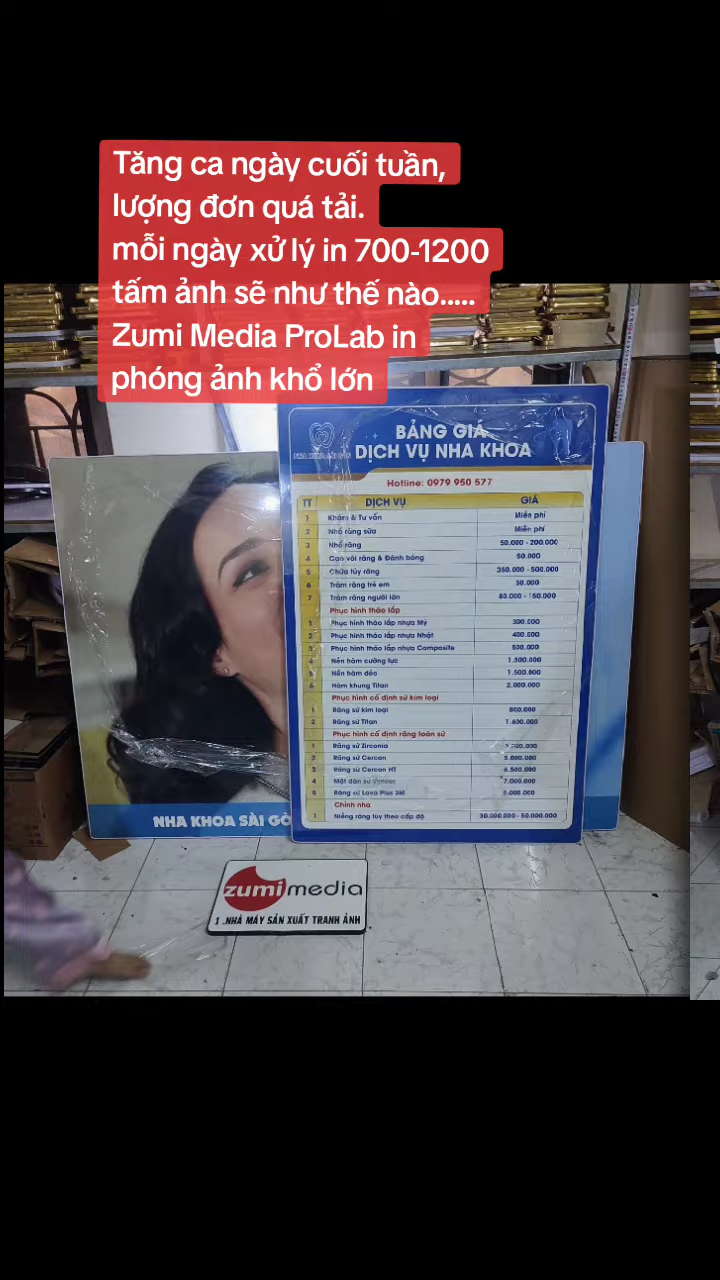 Tăng ca ngày cuối tuần,
lượng đơn quá tải.
mỗi ngày xử lý in 700-1200
tấm ảnh sẽ như thế nào.....
Zumi Media ProLab in
phóng ảnh khổ lớn
BẢNG GIÁ
DỊCH VỤ NHA KHOA
Hotline: 0979 950 577
TT DỊCH VỤ GIÁ
1 Khám & Tư vấn Miễn phí
2 Nhổ răng sữa Miễn phí
3 Nhổ răng 50.000 - 200.000
4 Cạo vôi răng & Đánh bóng 50.000
5 Chữa tủy răng 350.000 - 500.000
6 Trám răng trẻ em 50.000
7 Trám răng người lớn 80.000 - 150.000
Phục hình tháo lắp
1 Phục hình tháo lắp nhựa Mỹ 300.000
2 Phục hình tháo lắp nhựa Nhật 400.000
3 Phục hình tháo lắp nhựa Composite 500.000
4 Nền hàm cường lực 1.500.000
5 Nền hàm dẻo 1.500.000
6 Hàm khung Titan 2.000.000
Phục hình cố định sứ kim loại
1 Răng sứ kim loại 800.000
2 Răng sứ Titan 1.600.000
Phục hình cố định răng toàn sứ
1 Răng sứ Zirconia
2 Răng sứ Cercon 5.000.000
3 Răng sứ Cercon HT 6.500.000
4 Mặt dán sứ Veneer 7.000.000
5 Răng sứ Lava Plus 3M
Chỉnh nha
1 Niềng răng tùy theo cấp độ 30.000.000 - 50.000.000
NHA KHOA SÀI GÒ
zumimedia
1 .NHÀ MÁY SẢN XUẤT TRANH ẢNH